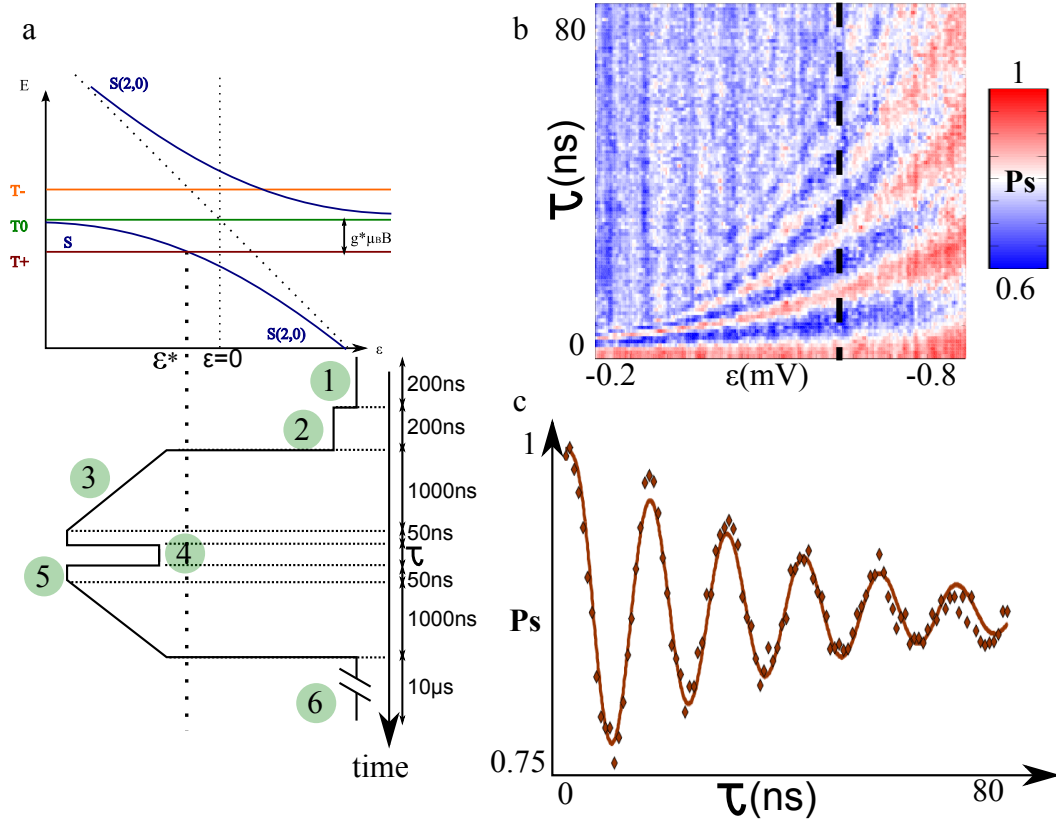 a
E
S(2,0)
T-
T0
g*μBB
S
T+
S(2,0)
ε* ε=0 ε
1
200ns
2
200ns
3
1000ns
50ns
4
τ
5
50ns
1000ns
6
10μs
time
b
80
τ(ns)
0
-0.2 ε(mV) -0.8
1
Ps
0.6
c
1
Ps
0.75
0 τ(ns) 80